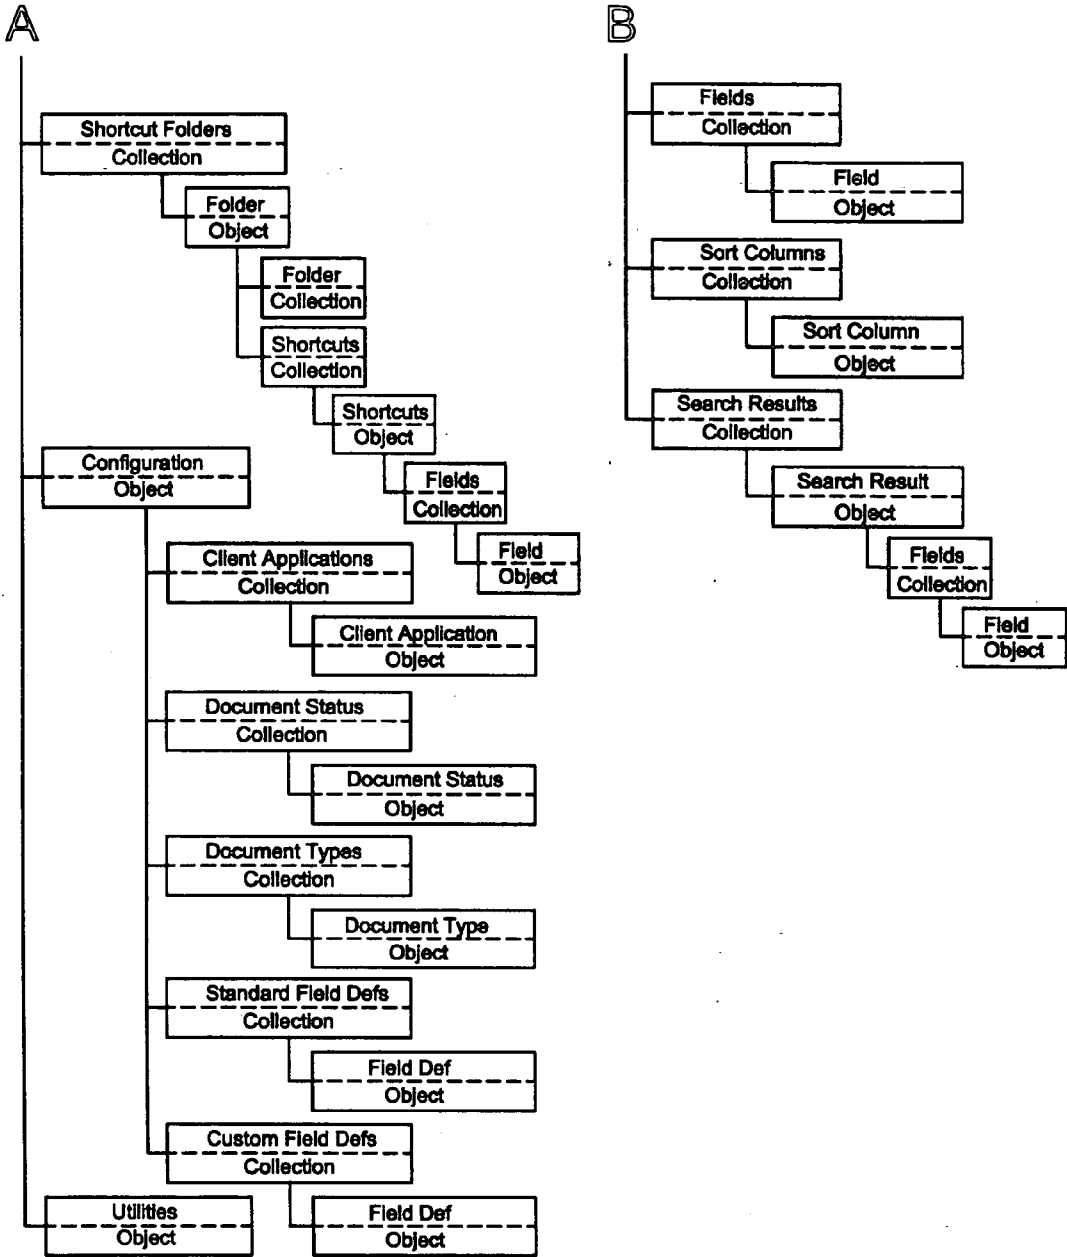 A
Shortcut Folders
Collection
Folder
Object
Folder
Collection
Shortcuts
Collection
Shortcuts
Object
Fields
Collection
Field
Object
Configuration
Object
Client Applications
Collection
Client Application
Object
Document Status
Collection
Document Status
Object
Document Types
Collection
Document Type
Object
Standard Field Defs
Collection
Field Def
Object
Custom Field Defs
Collection
Field Def
Object
Utilities
Object
B
Fields
Collection
Field
Object
Sort Columns
Collection
Sort Column
Object
Search Results
Collection
Search Result
Object
Fields
Collection
Field
Object